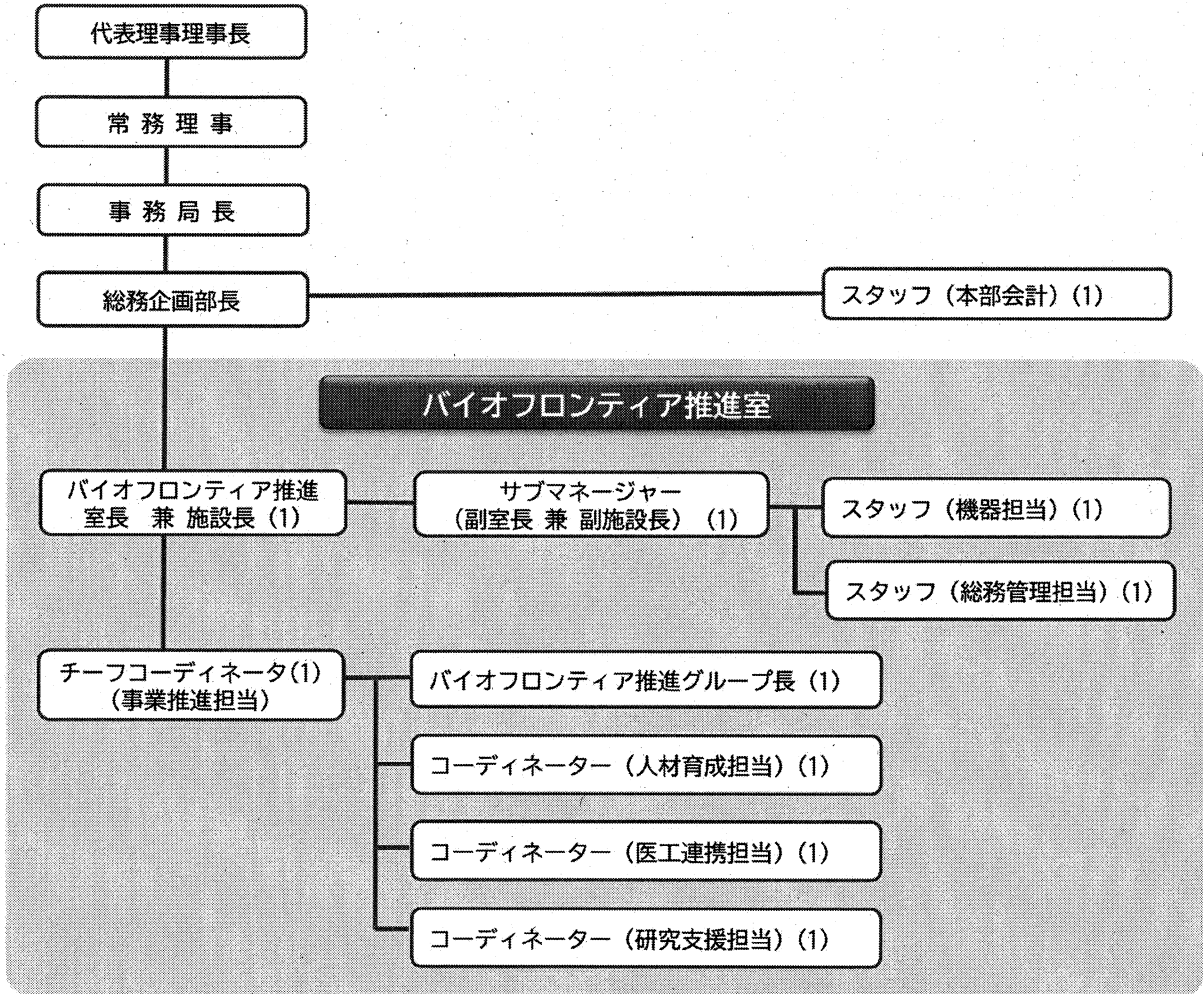 代表理事理事長
常 務 理 事
事 務 局 長
総務企画部長
スタッフ（本部会計）(1)
バイオフロンティア推進室
バイオフロンティア推進
室長　兼 施設長 (1)
サブマネージャー
（副室長 兼 副施設長） (1)
スタッフ（機器担当）(1)
スタッフ（総務管理担当）(1)
チーフコーディネータ(1)
（事業推進担当）
バイオフロンティア推進グループ長 (1)
コーディネーター（人材育成担当）(1)
コーディネーター（医工連携担当）(1)
コーディネーター（研究支援担当）(1)